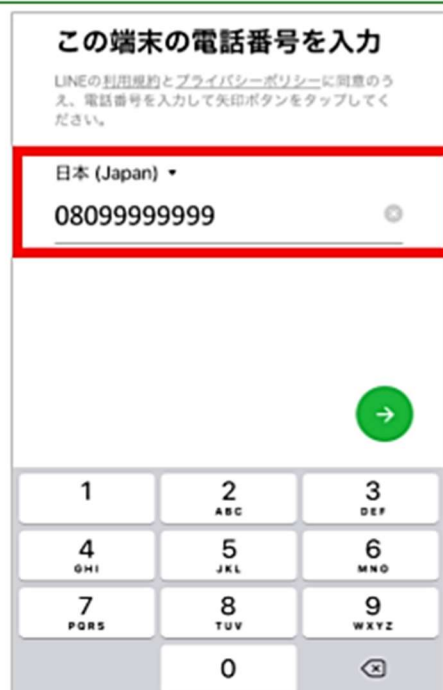 この端末の電話番号を入力
LINEの利用規約とプライバシーポリシーに同意のう
え、電話番号を入力して矢印ボタンをタップしてく
ださい。
日本 (Japan)
08099999999
1 2 3
ABC DEF
4 5 6
GHI JKL MNO
7 8 9
PQRS TUV WXYZ
0